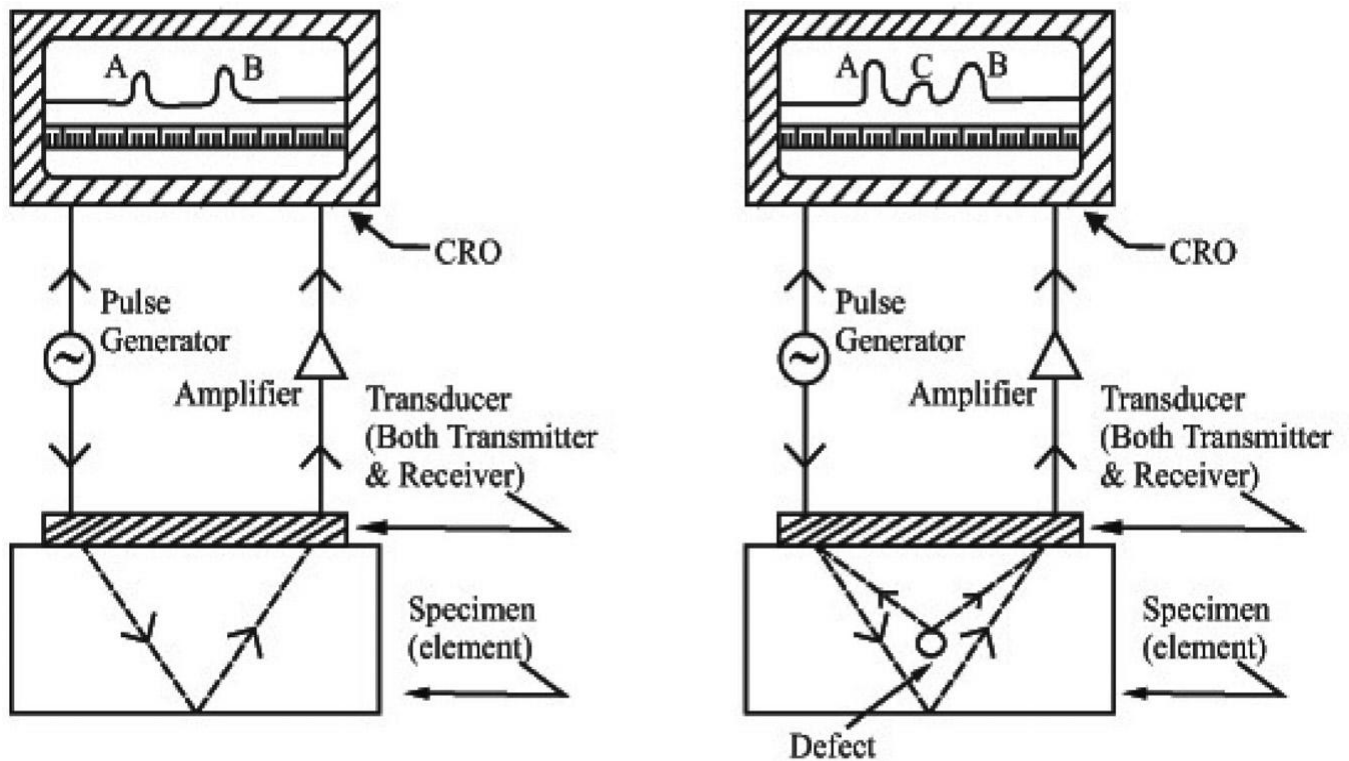 A
B
CRO
Pulse
Generator
Amplifier
Transducer
(Both Transmitter
& Receiver)
Specimen
(element)
A
C
B
CRO
Pulse
Generator
Amplifier
Transducer
(Both Transmitter
& Receiver)
Specimen
(element)
Defect